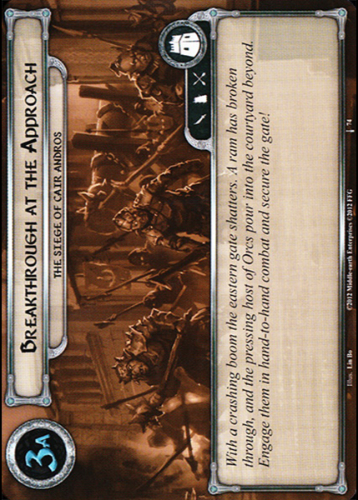 3A
BREAKTHROUGH AT THE APPROACH
THE SIEGE OF CAIR ANDROS
With a crashing boom the eastern gate shatters. A ram has broken
through, and the pressing host of Orcs pour into the courtyard beyond.
Engage them in hand-to-hand combat and secure the gate!
Illus. Lin Bo
©2012 Middle-earth Enterprises ©2012 FFG
74